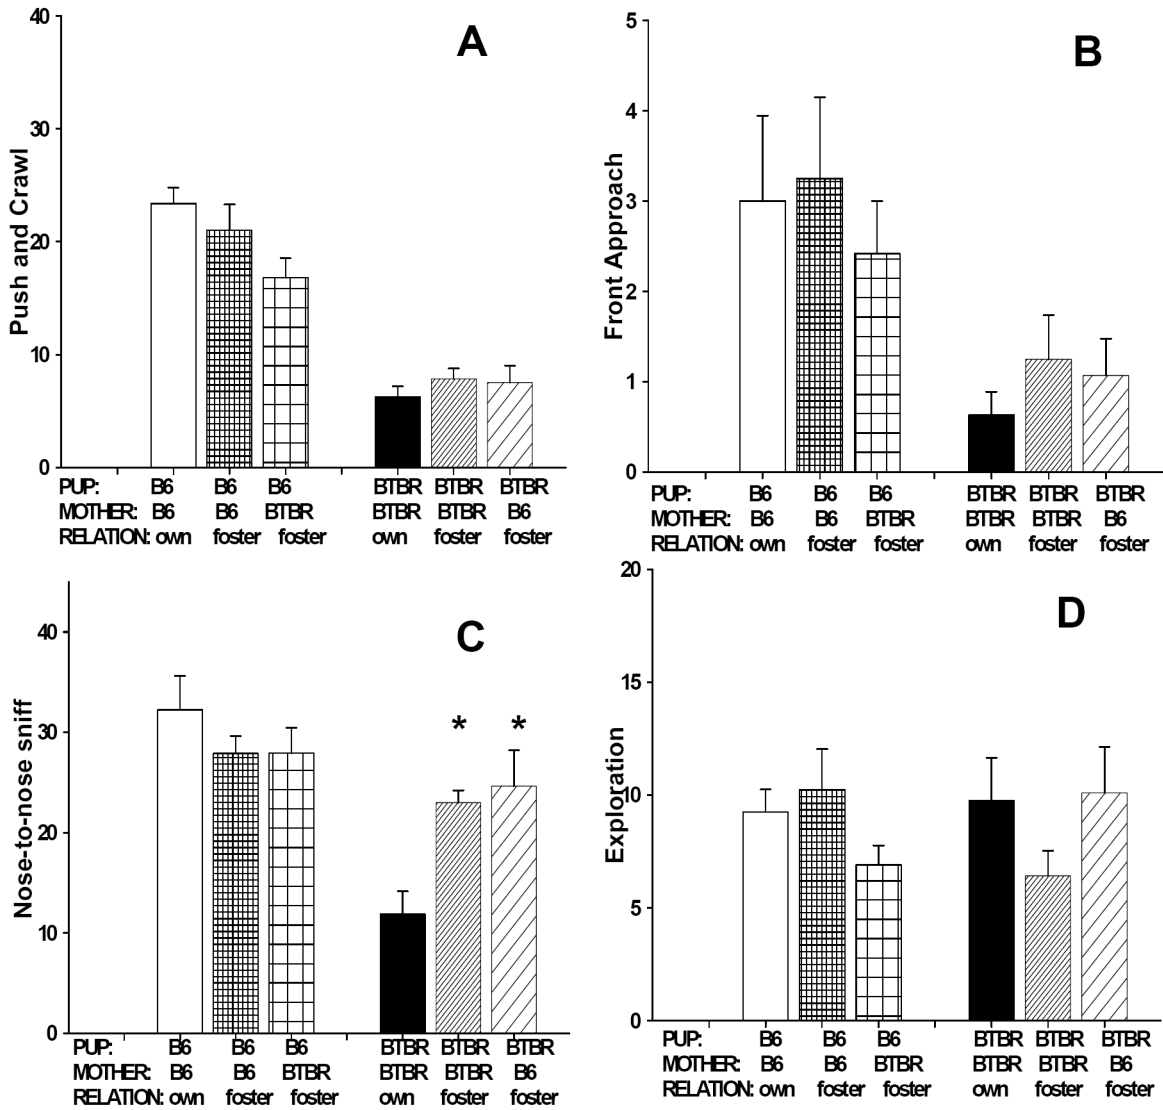 A
Push and Crawl
40
30
20
10
0
PUP: B6 B6 B6 BTBR BTBR BTBR
MOTHER: B6 B6 BTBR BTBR BTBR B6
RELATION: own foster foster own foster foster
B
Front Approach
5
4
3
2
1
0
PUP: B6 B6 B6 BTBR BTBR BTBR
MOTHER: B6 B6 BTBR BTBR BTBR B6
RELATION: own foster foster own foster foster
C
Nose-to-nose sniff
40
30
20
10
0
* *
PUP: B6 B6 B6 BTBR BTBR BTBR
MOTHER: B6 B6 BTBR BTBR BTBR B6
RELATION: own foster foster own foster foster
D
Exploration
20
15
10
5
0
PUP: B6 B6 B6 BTBR BTBR BTBR
MOTHER: B6 B6 BTBR BTBR BTBR B6
RELATION: own foster foster own foster foster